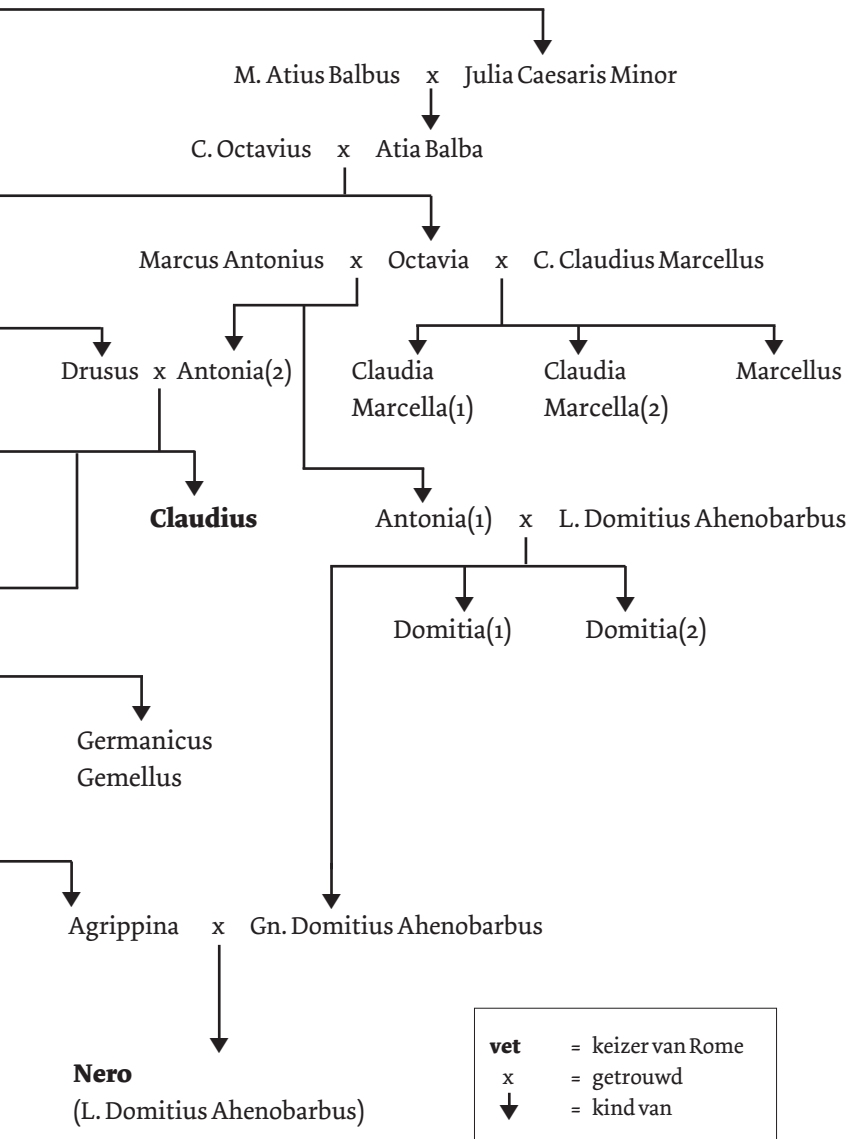 M. Atius Balbus x Julia Caesaris Minor
C. Octavius x Atia Balba
Marcus Antonius x Octavia x C. Claudius Marcellus
Drusus x Antonia(2)
Claudia
Marcella(1)
Claudia
Marcella(2)
Marcellus
Claudius
Antonia(1) x L. Domitius Ahenobarbus
Domitia(1) Domitia(2)
Germanicus
Gemellus
Agrippina x Gn. Domitius Ahenobarbus
Nero
(L. Domitius Ahenobarbus)
vet = keizer van Rome
x = getrouwd
= kind van